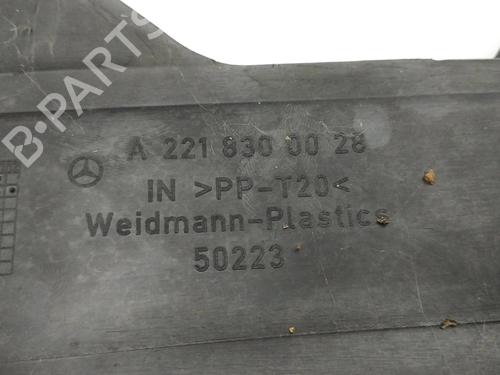 B-PARTS
A 221 830 00 28
IN >PP-T20<
Weidmann-Plastics
50223